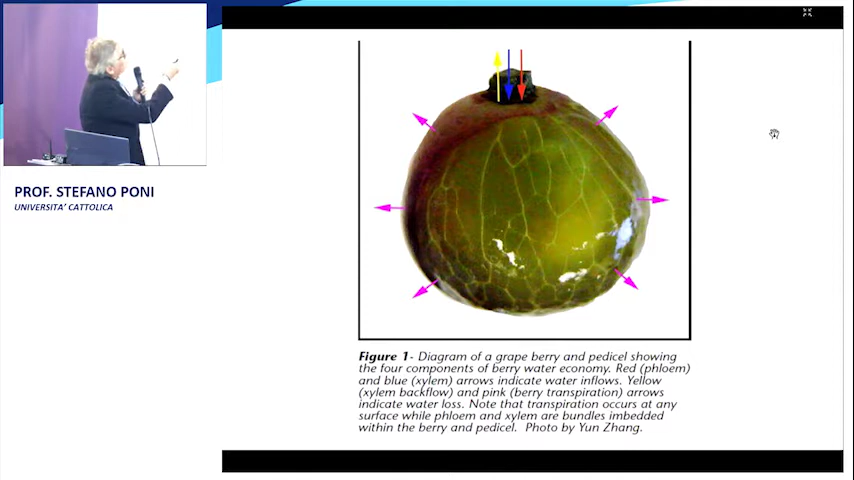 PROF. STEFANO PONI
UNIVERSITA’ CATTOLICA
Figure 1- Diagram of a grape berry and pedicel showing
the four components of berry water economy. Red (phloem)
and blue (xylem) arrows indicate water inflows. Yellow
(xylem backflow) and pink (berry transpiration) arrows
indicate water loss. Note that transpiration occurs at any
surface while phloem and xylem are bundles imbedded
within the berry and pedicel. Photo by Yun Zhang.